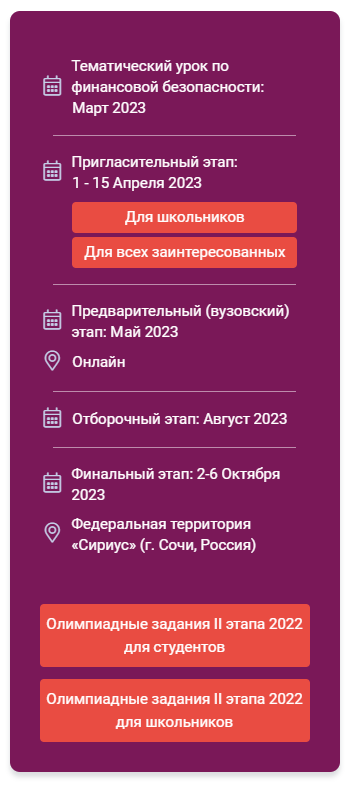 Тематический урок по
финансовой безопасности:
Март 2023
Пригласительный этап:
1 - 15 Апреля 2023
Для школьников
Для всех заинтересованных
Предварительный (вузовский)
этап: Май 2023
Онлайн
Отборочный этап: Август 2023
Финальный этап: 2-6 Октября
2023
Федеральная территория
«Сириус» (г. Сочи, Россия)
Олимпиадные задания II этапа 2022
для студентов
Олимпиадные задания II этапа 2022
для школьников